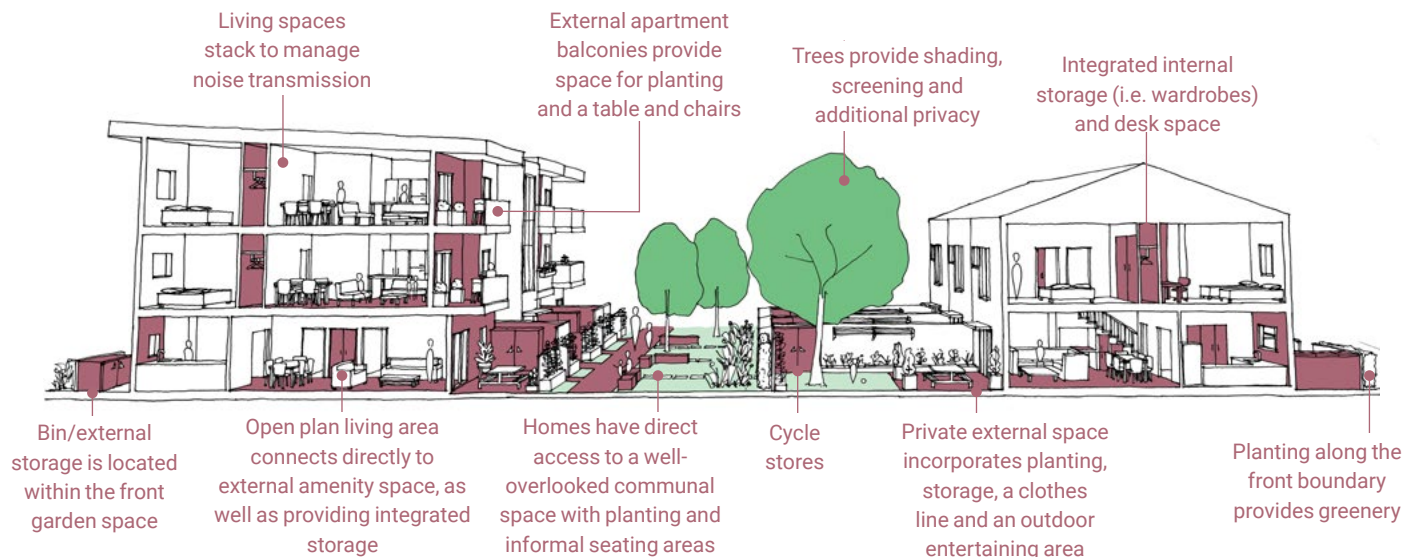 Living spaces
stack to manage
noise transmission
External apartment
balconies provide
space for planting
and a table and chairs
Trees provide shading,
screening and
additional privacy
Integrated internal
storage (i.e. wardrobes)
and desk space
Bin/external
storage is located
within the front
garden space
Open plan living area
connects directly to
external amenity space, as
well as providing integrated
storage
Homes have direct
access to a well-
overlooked communal
space with planting and
informal seating areas
Cycle
stores
Private external space
incorporates planting,
storage, a clothes
line and an outdoor
entertaining area
Planting along the
front boundary
provides greenery